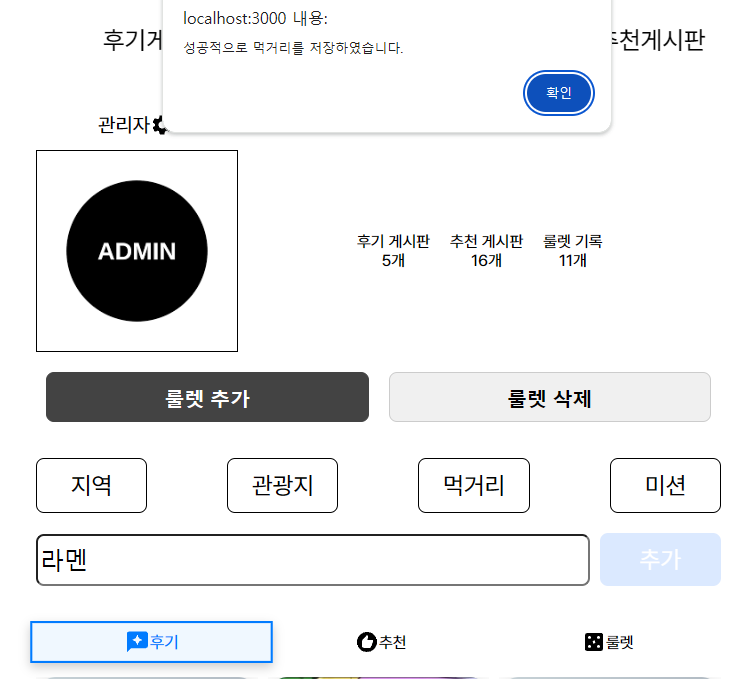 localhost:3000 내용:
성공적으로 먹거리를 저장하였습니다.
확인
후기게
천게시판
관리자
ADMIN
후기 게시판 추천 게시판 룰렛 기록
5개 16개 11개
룰렛 추가 룰렛 삭제
지역 관광지 먹거리 미션
라멘 추가
후기 추천 룰렛